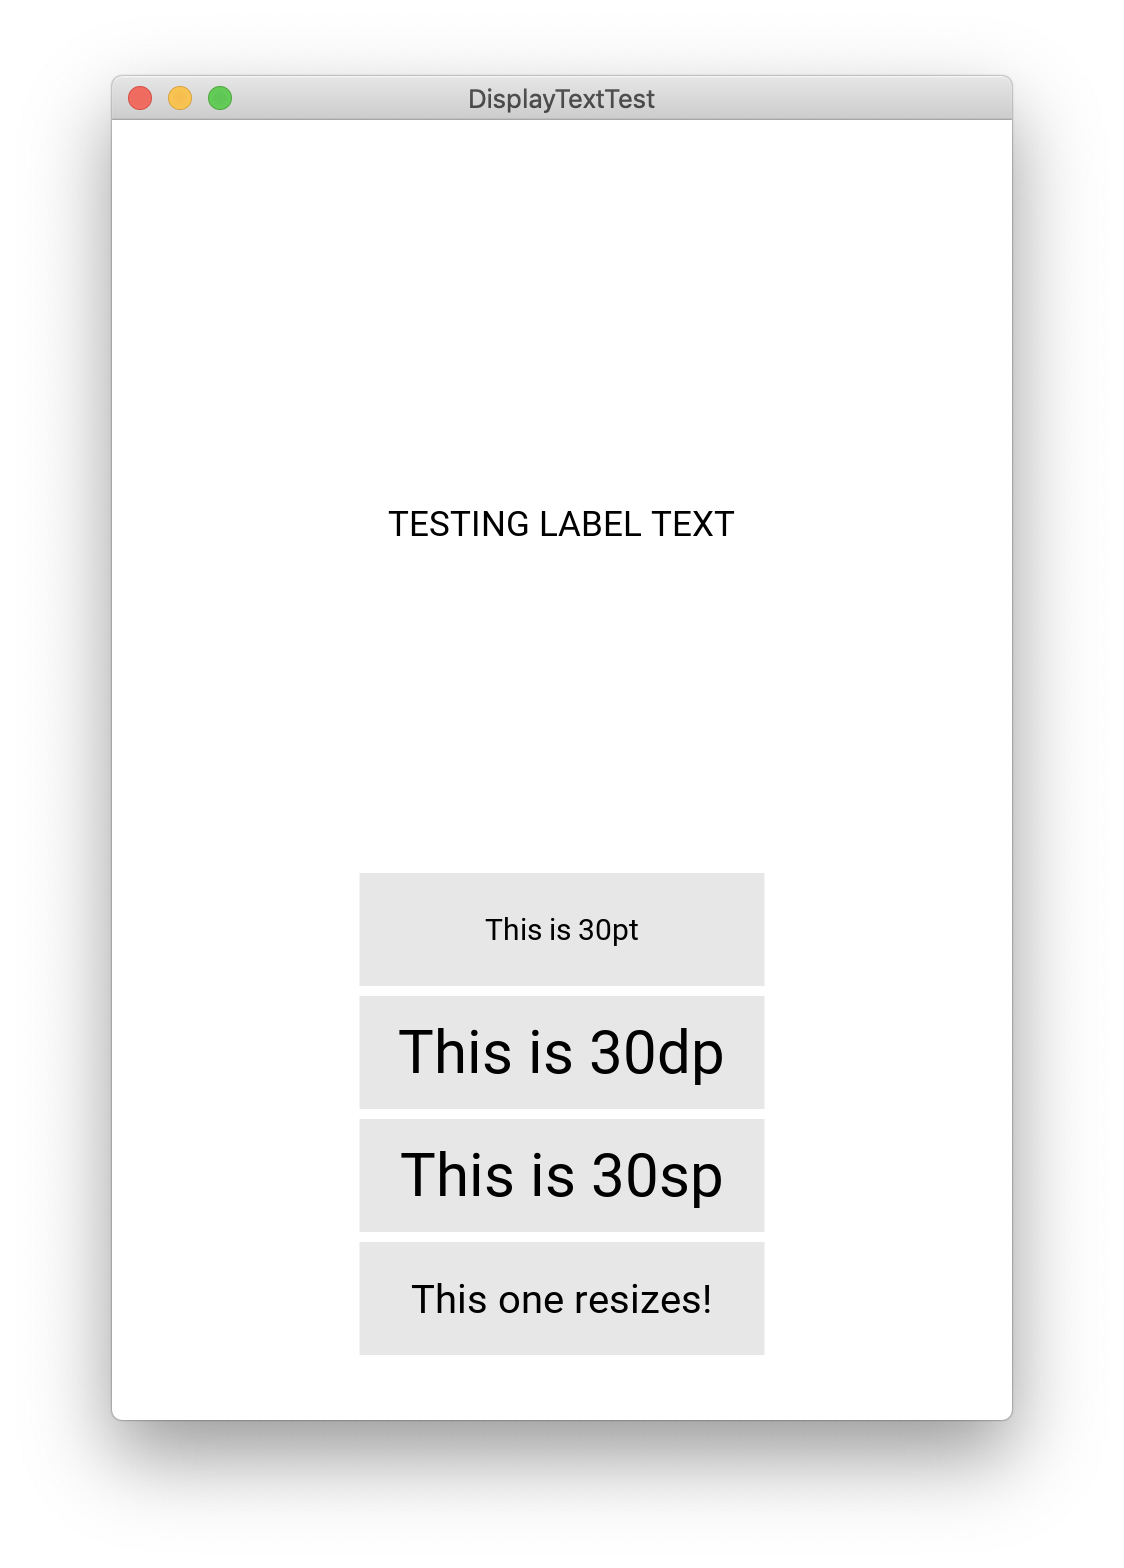 DisplayTextTest
TESTING LABEL TEXT
This is 30pt
This is 30dp
This is 30sp
This one resizes!